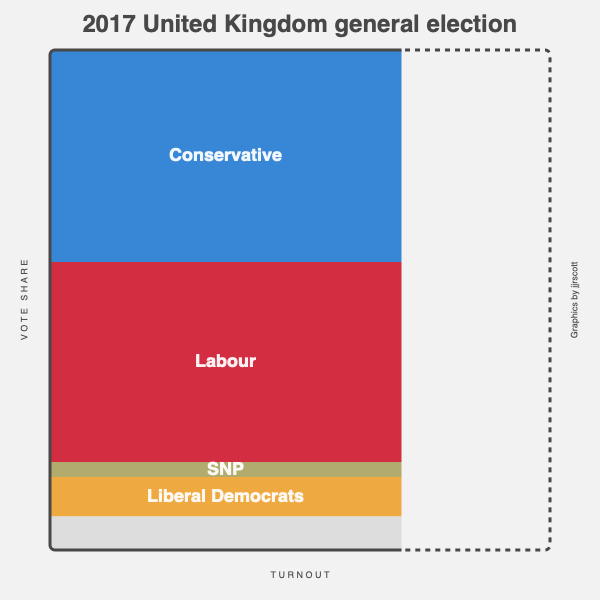 2017 United Kingdom general election
Conservative
Labour
SNP
Liberal Democrats
VOTE SHARE
TURNOUT
Graphics by jjrscott